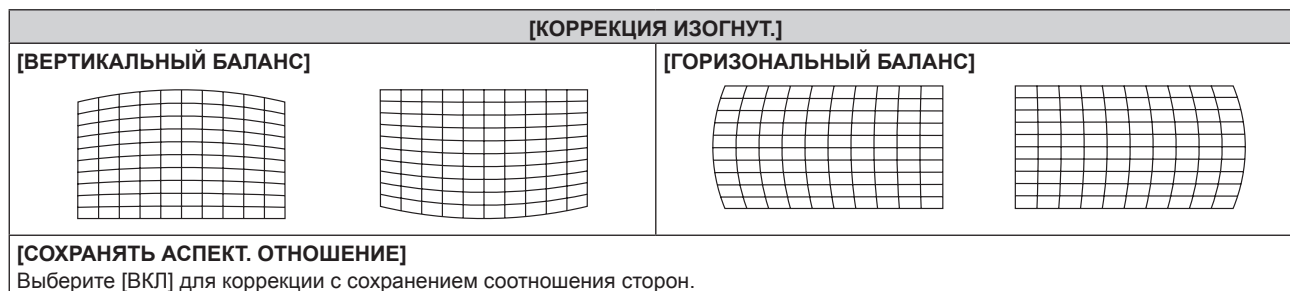 [КОРРЕКЦИЯ ИЗОГНУТ.]
[ВЕРТИКАЛЬНЫЙ БАЛАНС]
[ГОРИЗОНАЛЬНЫЙ БАЛАНС]
[СОХРАНЯТЬ АСПЕКТ. ОТНОШЕНИЕ]
Выберите [ВКЛ] для коррекции с сохранением соотношения сторон.